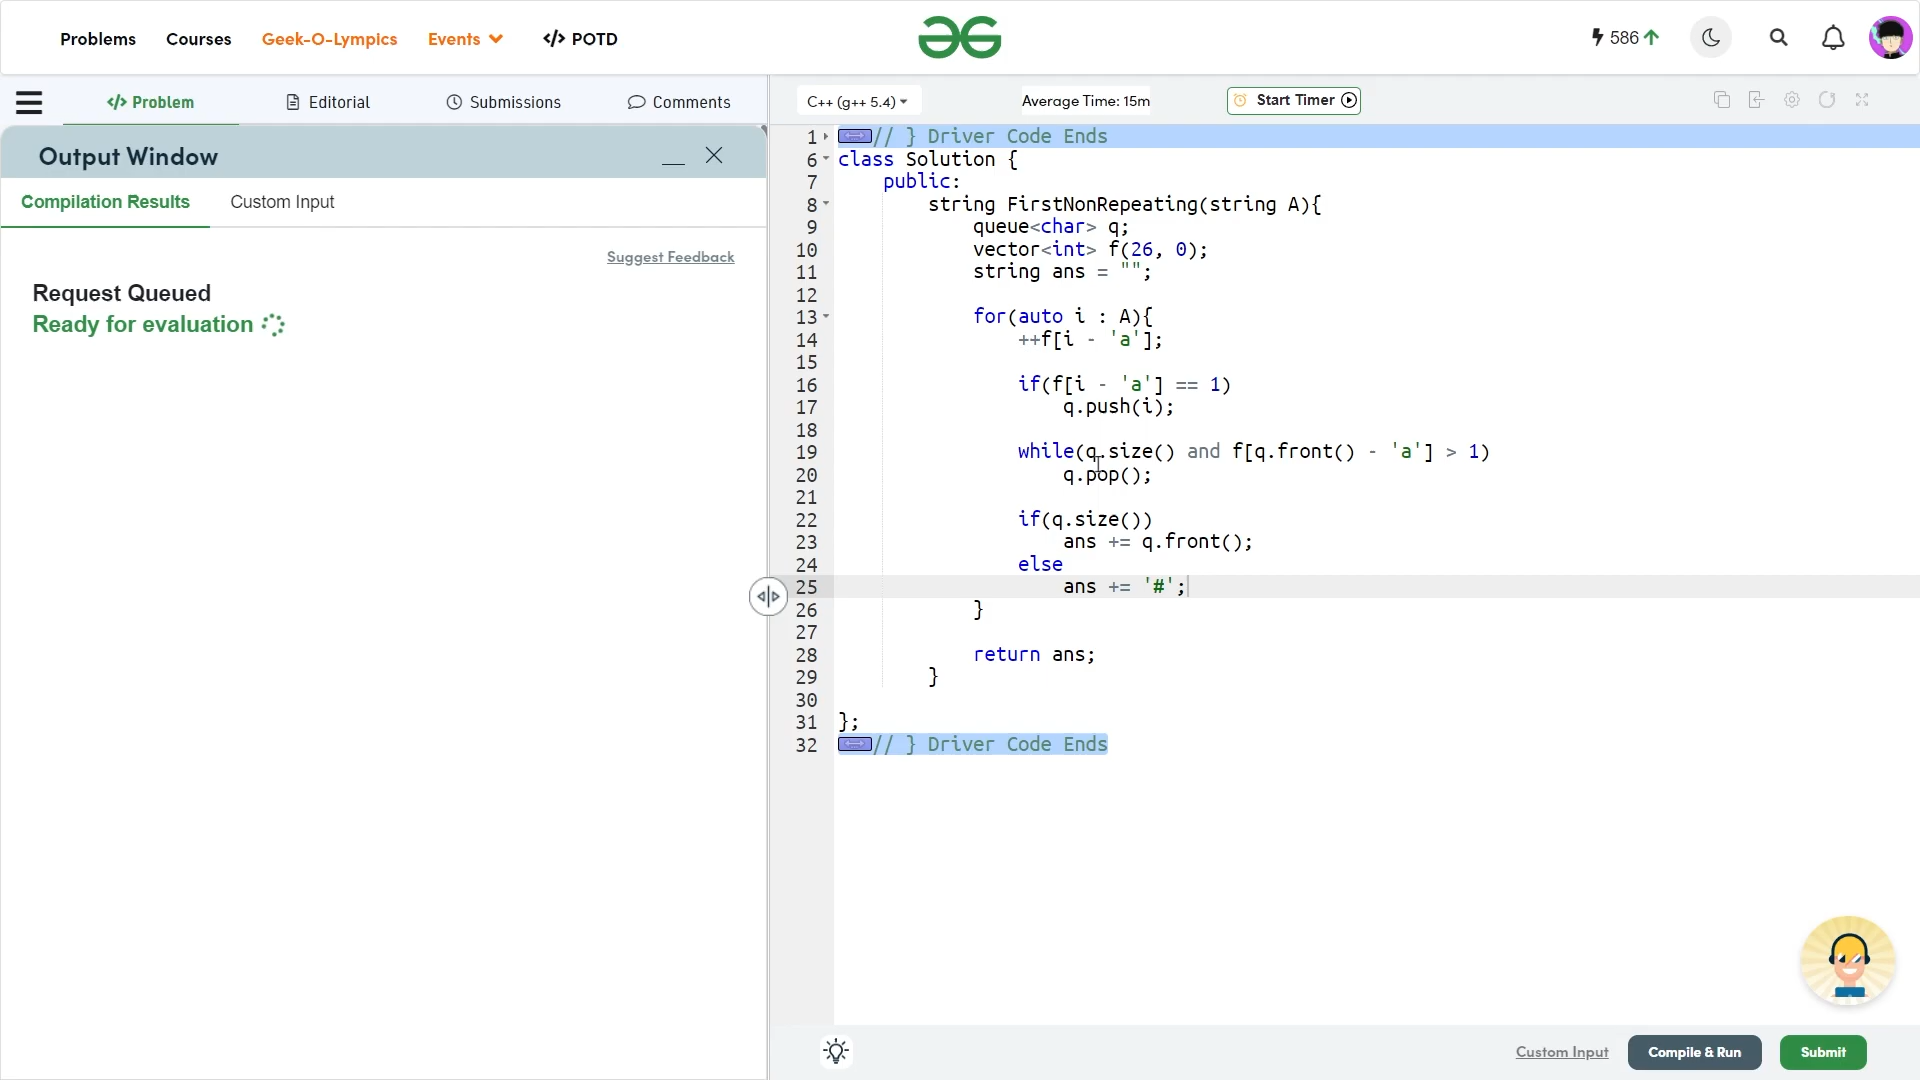 Problems Courses Geek-O-Lympics Events </> POTD 586
</> Problem Editorial Submissions Comments
C++ (g++ 5.4) Average Time: 15m Start Timer
Output Window
Compilation Results Custom Input
Suggest Feedback
Request Queued
Ready for evaluation
1 // } Driver Code Ends
6 class Solution {
7 public:
8 string FirstNonRepeating(string A){
9 queue<char> q;
10 vector<int> f(26, 0);
11 string ans = "";
12
13 for(auto i : A){
14 ++f[i - 'a'];
15
16 if(f[i - 'a'] == 1)
17 q.push(i);
18
19 while(q.size() and f[q.front() - 'a'] > 1)
20 q.pop();
21
22 if(q.size())
23 ans += q.front();
24 else
25 ans += '#';
26 }
27
28 return ans;
29 }
30
31 };
32 // } Driver Code Ends
Custom Input Compile & Run Submit